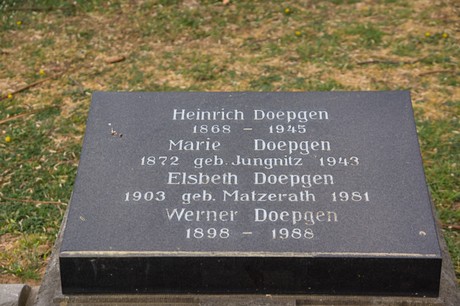 Heinrich Doepgen
1868 - 1945
Marie Doepgen
1872 geb. Jungnitz 1943
Elsbeth Doepgen
1903 geb. Matzerath 1981
Werner Doepgen
1898 - 1988